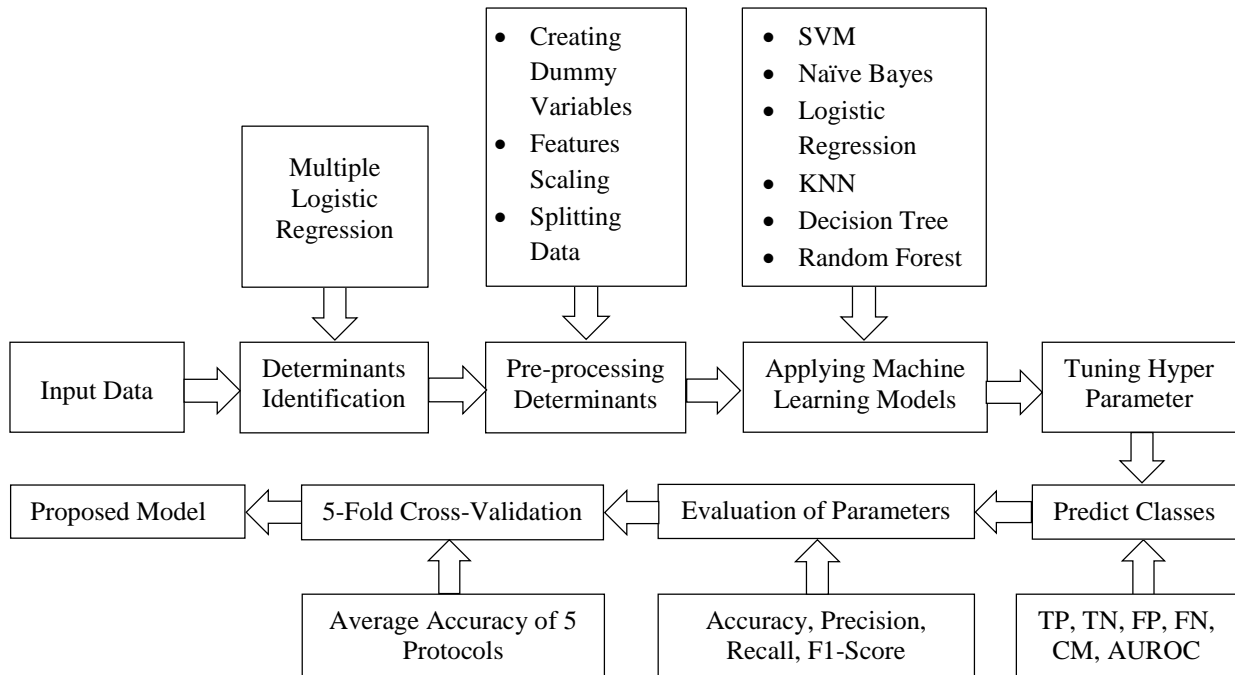 Multiple
Logistic
Regression
• Creating
Dummy
Variables
• Features
Scaling
• Splitting
Data
• SVM
• Naïve Bayes
• Logistic
Regression
• KNN
• Decision Tree
• Random Forest
Input Data
Determinants
Identification
Pre-processing
Determinants
Applying Machine
Learning Models
Tuning Hyper
Parameter
Proposed Model
5-Fold Cross-Validation
Evaluation of Parameters
Predict Classes
Average Accuracy of 5
Protocols
Accuracy, Precision,
Recall, F1-Score
TP, TN, FP, FN,
CM, AUROC